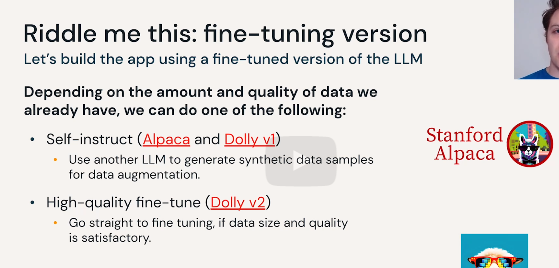 Riddle me this: fine-tuning version
Let's build the app using a fine-tuned version of the LLM
Depending on the amount and quality of data we
already have, we can do one of the following:
• Self-instruct (Alpaca and Dolly v1)
• Use another LLM to generate synthetic data samples
for data augmentation.
Stanford
Alpaca
• High-quality fine-tune (Dolly v2)
• Go straight to fine tuning, if data size and quality
is satisfactory.